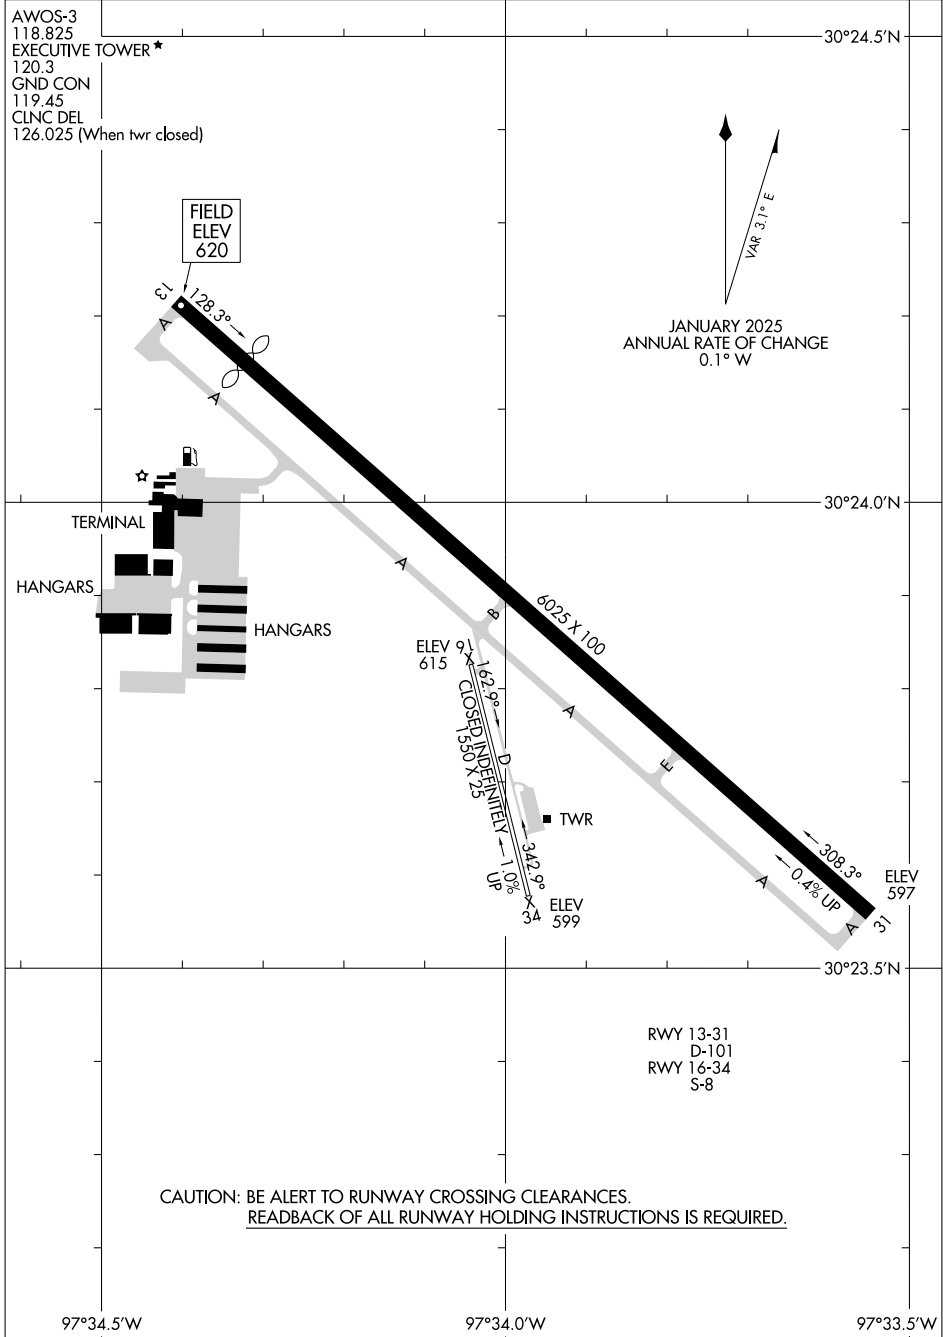 AWOS-3
118.825
EXECUTIVE TOWER★
120.3
GND CON
119.45
CLNC DEL
126.025 (When twr closed)
30°24.5'N
VAR 3.1° E
JANUARY 2025
ANNUAL RATE OF CHANGE
0.1° W
FIELD
ELEV
620
13
128.3°
A
A
30°24.0'N
TERMINAL
HANGARS
HANGARS
A
B
6025 X 100
ELEV
615
16
X
162.9°
CLOSED INDEFINITELY
1550 X 25
A
D
E
TWR
342.9°
1.0%
UP
X
34
ELEV
599
308.3°
0.4% UP
A
ELEV
597
A
31
30°23.5'N
RWY 13-31
D-101
RWY 16-34
S-8
CAUTION: BE ALERT TO RUNWAY CROSSING CLEARANCES.
READBACK OF ALL RUNWAY HOLDING INSTRUCTIONS IS REQUIRED.
97°34.5'W
97°34.0'W
97°33.5'W